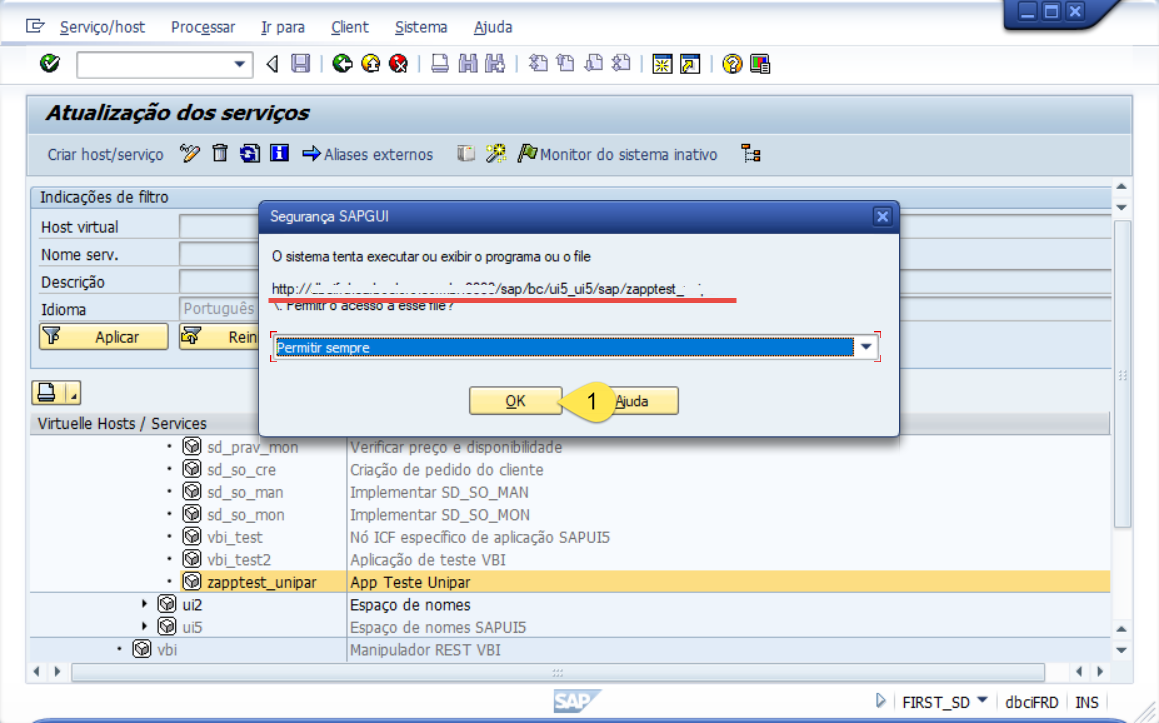 Serviço/host Processar Ir para Client Sistema Ajuda
Atualização dos serviços
Criar host/serviço Aliases externos Monitor do sistema inativo
Indicações de filtro
Host virtual
Nome serv.
Descrição
Idioma Português
Aplicar Rein
Segurança SAPGUI
O sistema tenta executar ou exibir o programa ou o file
http:// /sap/bc/ui5_ui5/sap/zapptest_
\. Permitir o acesso a esse file?
Permitir sempre
OK 1 Ajuda
Virtuelle Hosts / Services
sd_prav_mon Verificar preço e disponibilidade
sd_so_cre Criação de pedido do cliente
sd_so_man Implementar SD_SO_MAN
sd_so_mon Implementar SD_SO_MON
vbi_test Nó ICF específico de aplicação SAPUI5
vbi_test2 Aplicação de teste VBI
zapptest_unipar App Teste Unipar
ui2 Espaço de nomes
ui5 Espaço de nomes SAPUI5
vbi Manipulador REST VBI
SAP FIRST_SD dbciFRD INS